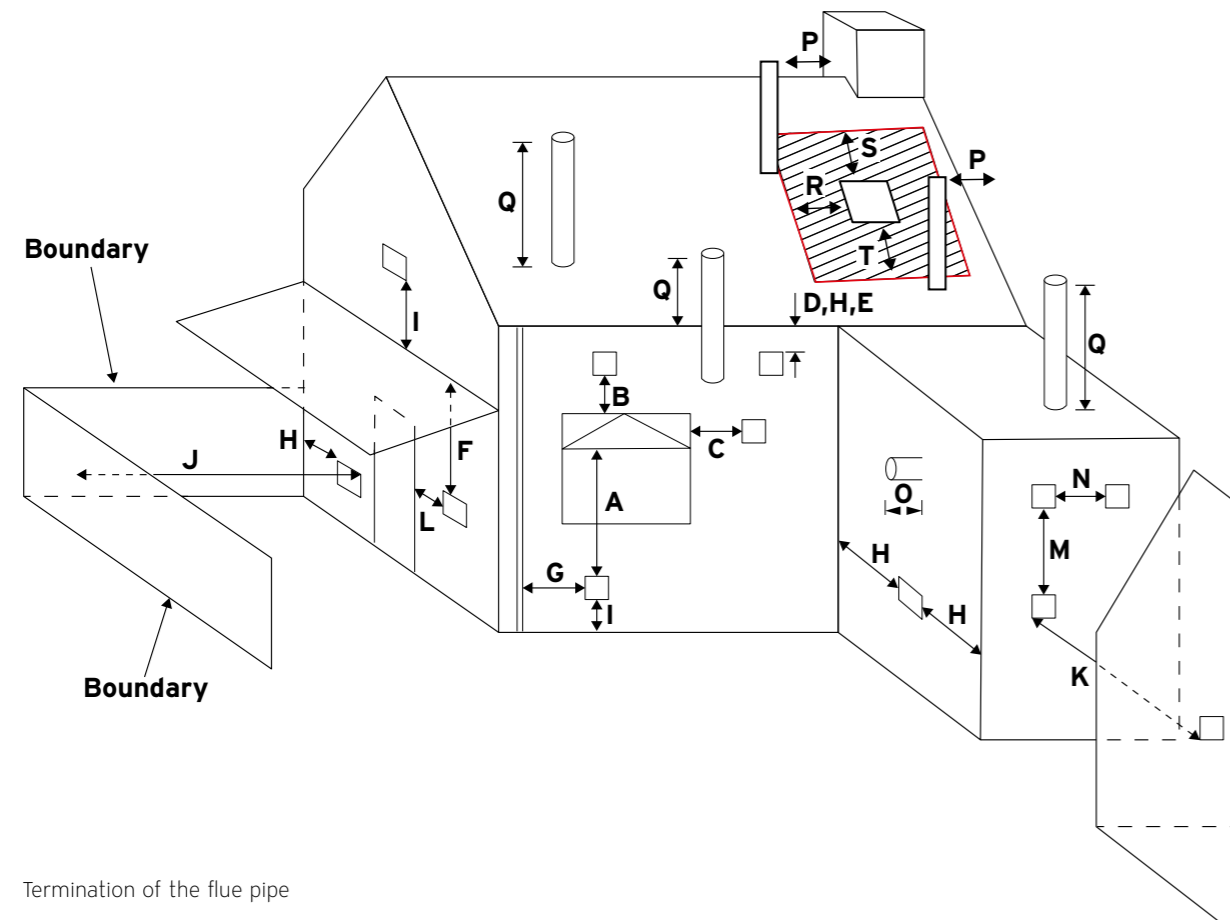 P
S
P
R
Q
Boundary
T
Q
D,H,E
I
Q
B
H
F
C
J
N
A
O
L
M
H
G
I
H
K
Boundary
Termination of the flue pipe